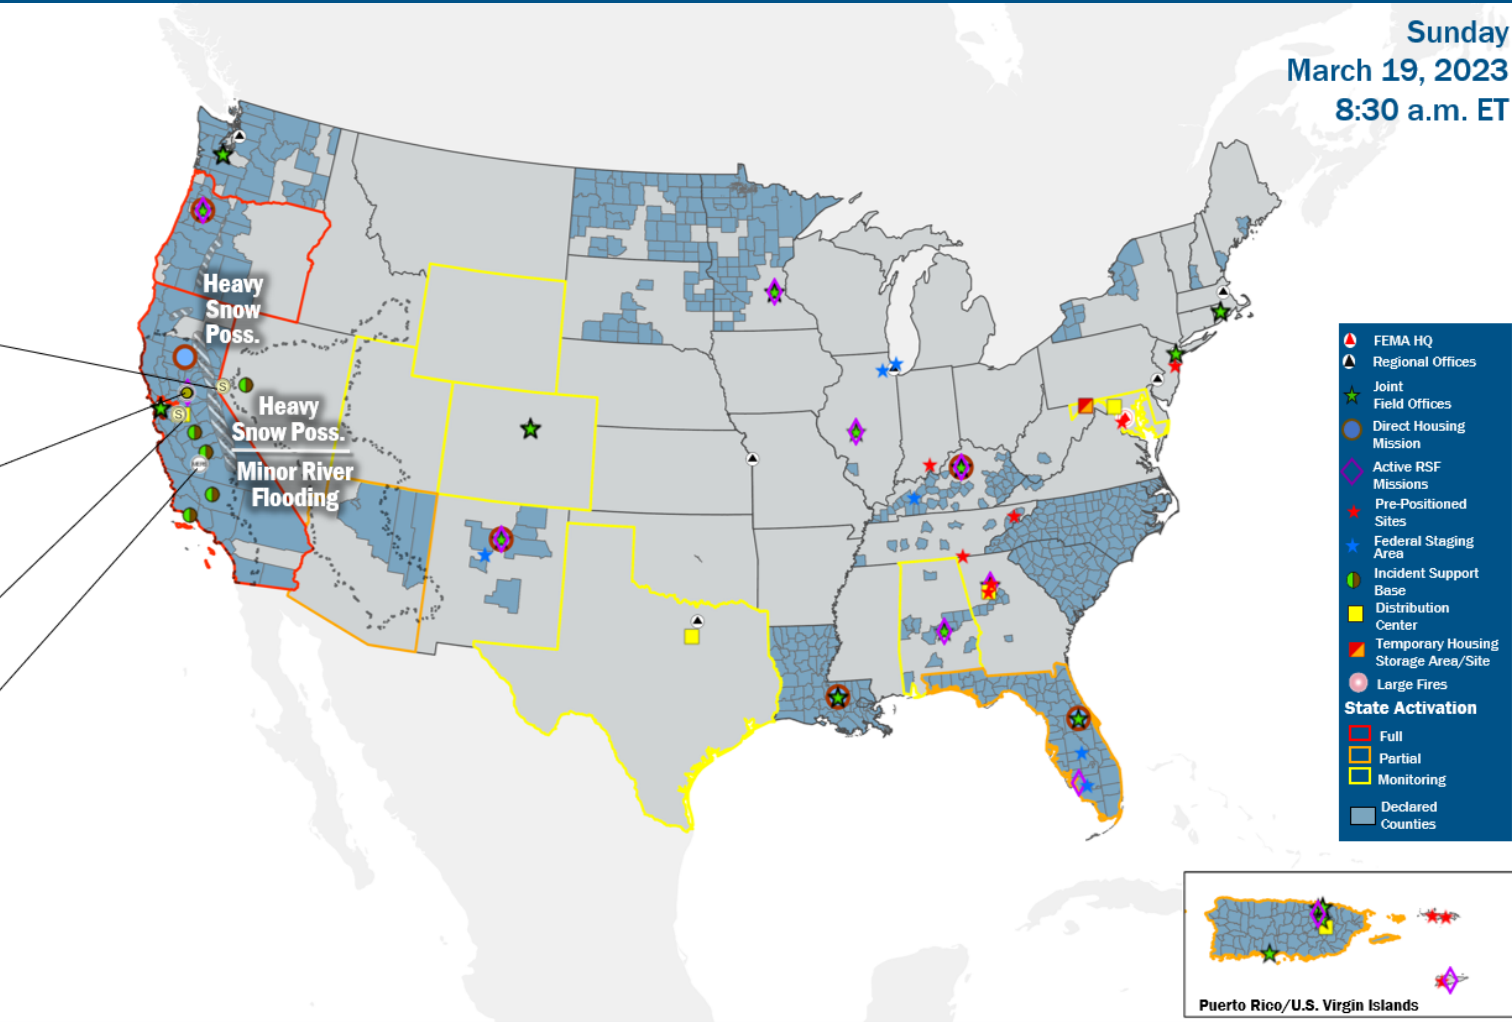 Sunday
March 19, 2023
8:30 a.m. ET
Heavy
Snow
Poss.
S
Heavy
Snow Poss.
S
Minor River
Flooding
FEMA HQ
Regional Offices
Joint
Field Offices
Direct Housing
Mission
Active RSF
Missions
Pre-Positioned
Sites
Federal Staging
Area
Incident Support
Base
Distribution
Center
Temporary Housing
Storage Area/Site
Large Fires
State Activation
Full
Partial
Monitoring
Declared
Counties
Puerto Rico/U.S. Virgin Islands